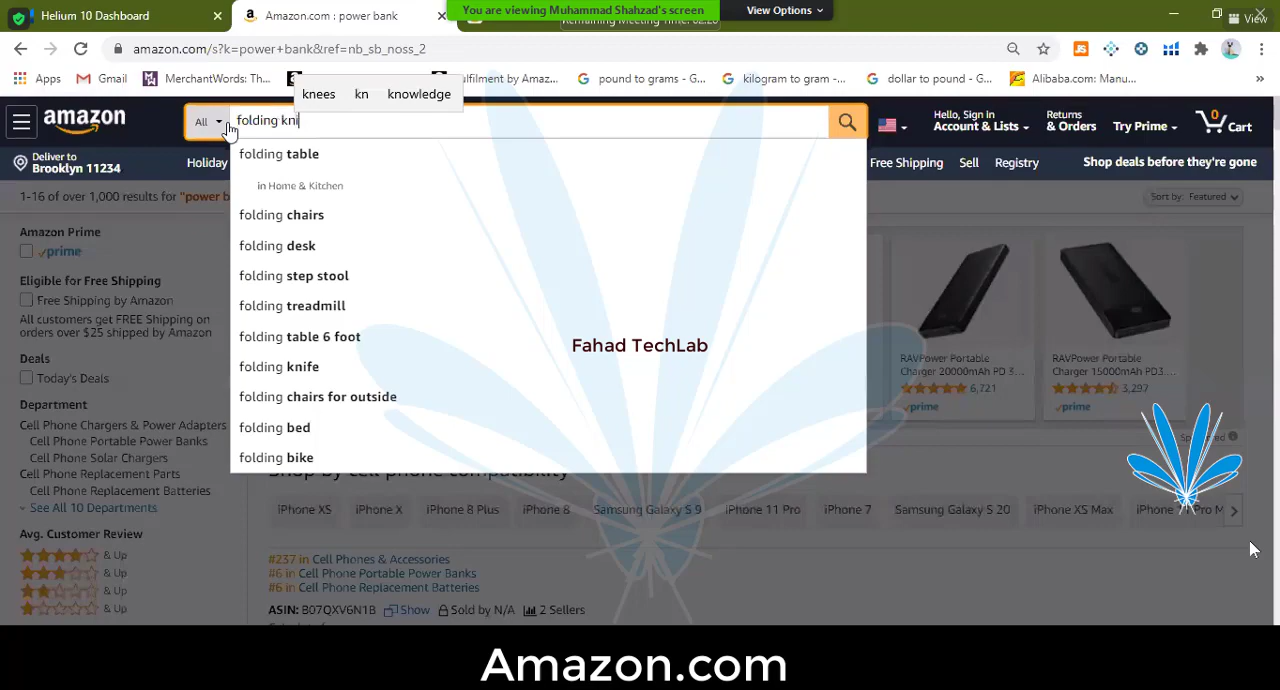 Helium 10 Dashboard
Amazon.com : power bank
You are viewing Muhammad Shahzad's screen
View Options
Remaining Meeting Time: 02:20
View
amazon.com/s?k=power+bank&ref=nb_sb_noss_2
Apps
Gmail
MerchantWords: Th...
ulfilment by Amaz...
pound to grams - G...
kilogram to gram -...
dollar to pound - G...
Alibaba.com: Manu...
knees kn knowledge
amazon
All
folding kni
Hello, Sign in
Account & Lists
Returns
& Orders
Try Prime
0
Cart
Deliver to
Brooklyn 11234
Holiday
Free Shipping
Sell
Registry
Shop deals before they're gone
1-16 of over 1,000 results for "power b
Sort by: Featured
folding table
in Home & Kitchen
folding chairs
folding desk
folding step stool
folding treadmill
folding table 6 foot
folding knife
folding chairs for outside
folding bed
folding bike
Amazon Prime
prime
Eligible for Free Shipping
Free Shipping by Amazon
All customers get FREE Shipping on
orders over $25 shipped by Amazon
Deals
Today's Deals
Department
Cell Phone Chargers & Power Adapters
Cell Phone Portable Power Banks
Cell Phone Solar Chargers
Cell Phone Replacement Parts
Cell Phone Replacement Batteries
See All 10 Departments
Avg. Customer Review
& Up
& Up
& Up
& Up
Fahad TechLab
RAVPower Portable
Charger 20000mAh PD 3....
6,721
prime
RAVPower Portable
Charger 15000mAh PD3....
3,297
prime
Shop by cell phone compatibility
iPhone XS
iPhone X
iPhone 8 Plus
iPhone 8
Samsung Galaxy S 9
iPhone 11 Pro
iPhone 7
Samsung Galaxy S 20
iPhone XS Max
#237 in Cell Phones & Accessories
#6 in Cell Phone Portable Power Banks
#6 in Cell Phone Replacement Batteries
ASIN: B07QXV6N1B
Show
Sold by N/A
2 Sellers
Amazon.com